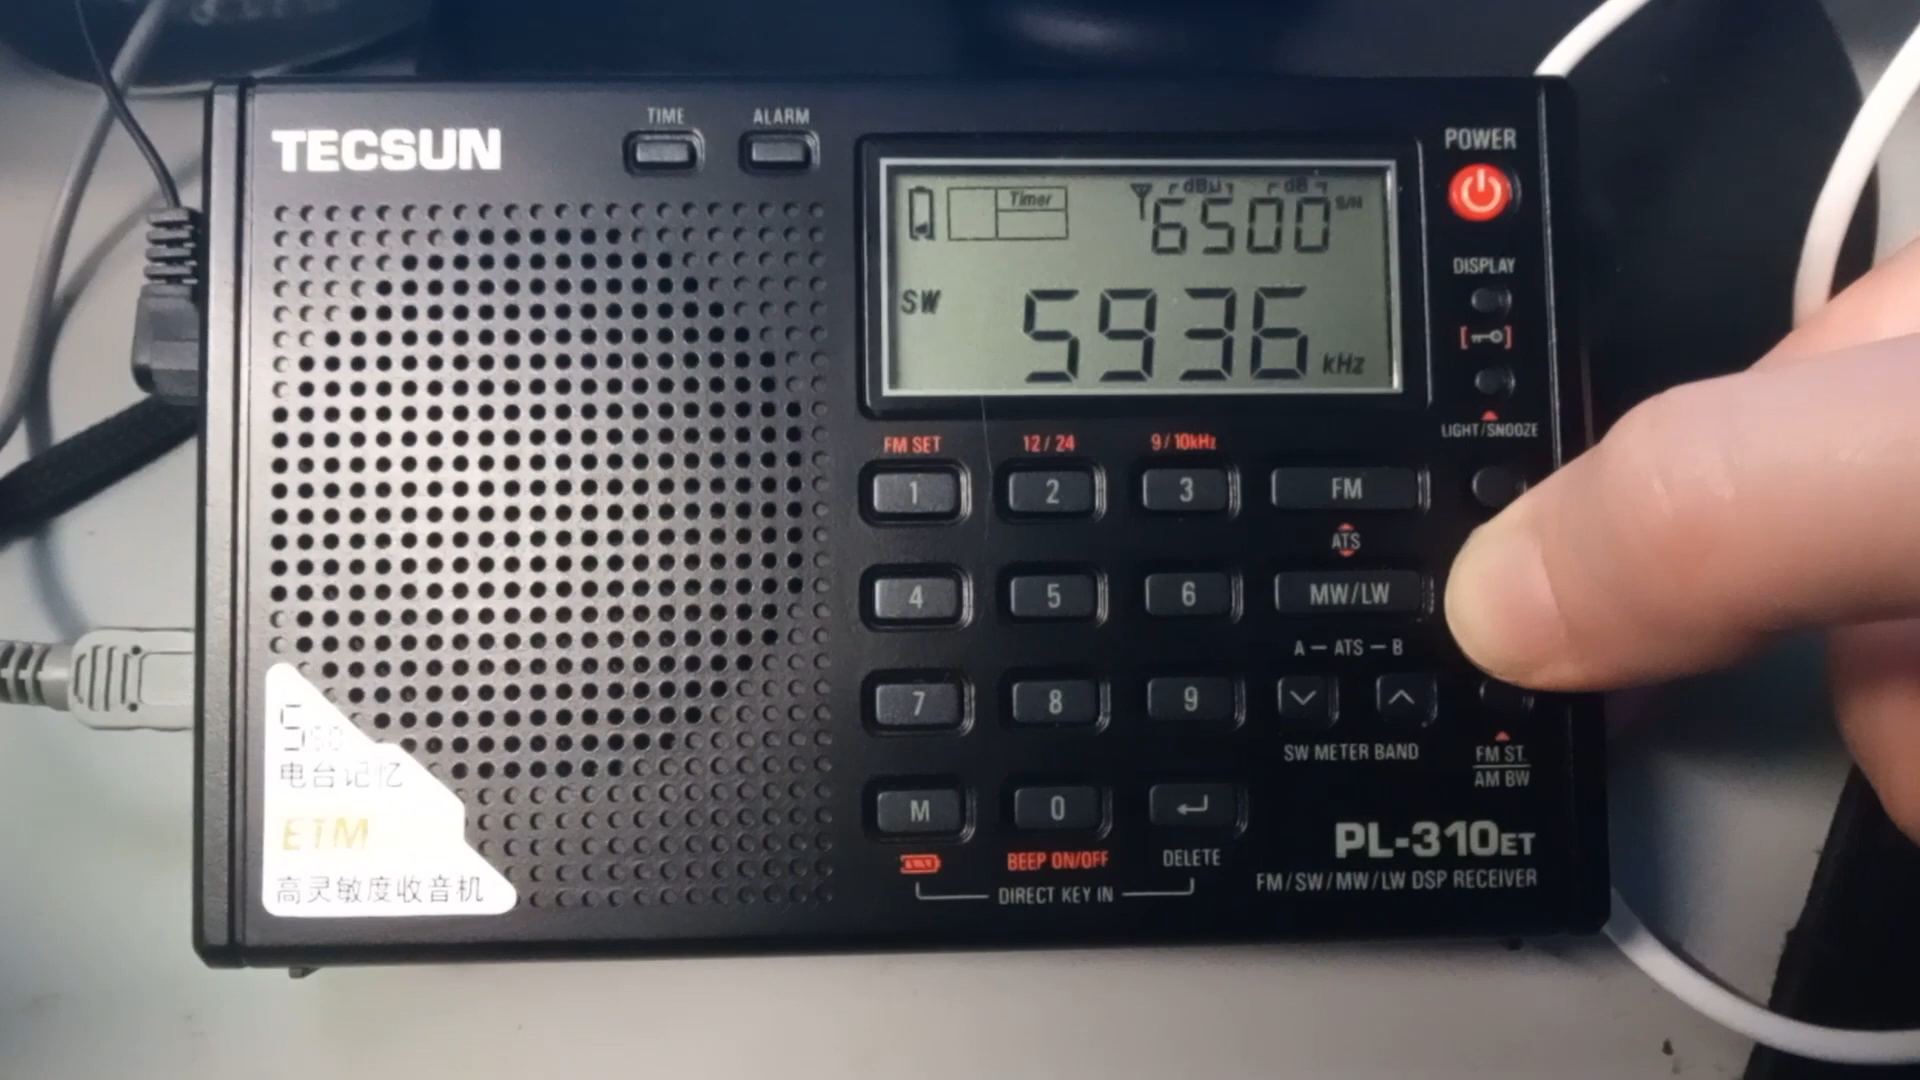 TIME ALARM
TECSUN
POWER
Timer dBμ dB
6500 S/N
SW 5936 kHz
DISPLAY
LIGHT/SNOOZE
FM SET 12/24 9/10kHz
1 2 3 FM
ATS
4 5 6 MW/LW
A — ATS — B
7 8 9
SW METER BAND
FM ST.
AM BW
M 0
BEEP ON/OFF DELETE
DIRECT KEY IN
PL-310ET
FM/SW/MW/LW DSP RECEIVER
电台记忆
ETM
高灵敏度收音机